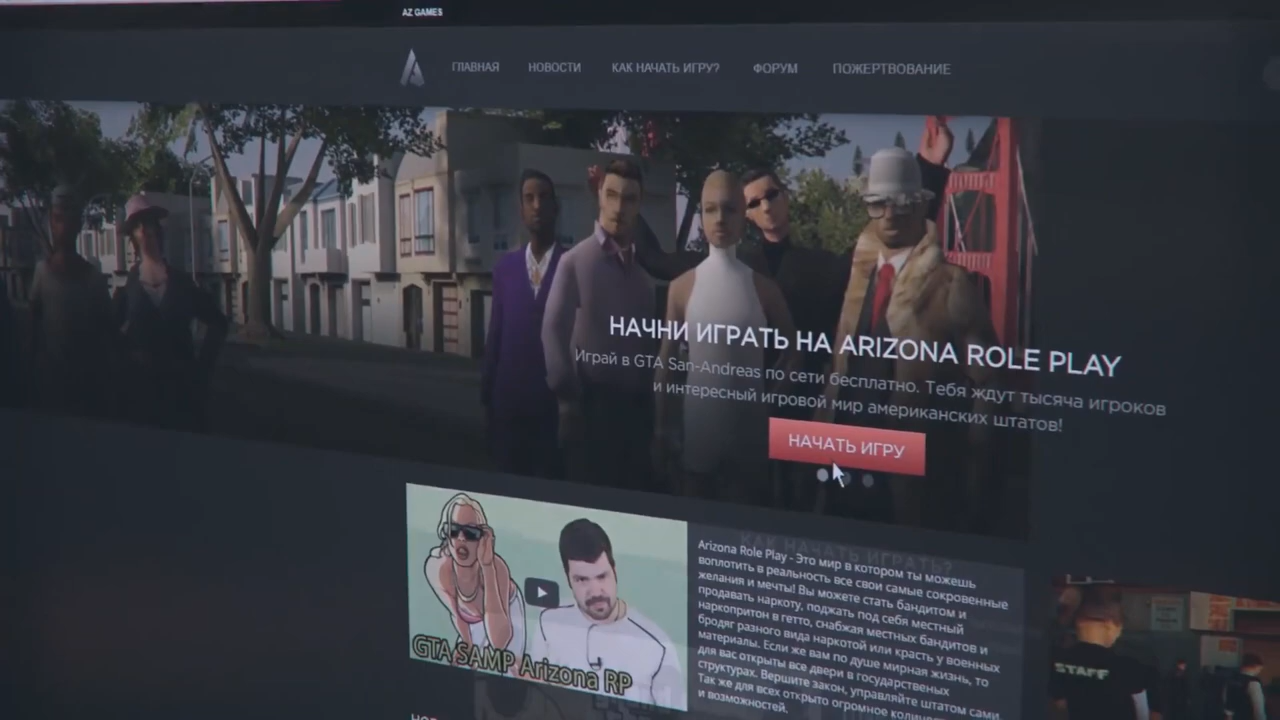 AZ GAMES
ГЛАВНАЯ НОВОСТИ КАК НАЧАТЬ ИГРУ? ФОРУМ ПОЖЕРТВОВАНИЕ
НАЧНИ ИГРАТЬ НА ARIZONA ROLE PLAY
Играй в GTA San-Andreas по сети бесплатно. Тебя ждут тысяча игроков
и интересный игровой мир американских штатов!
НАЧАТЬ ИГРУ
КАК НАЧАТЬ ИГРАТЬ?
Arizona Role Play - Это мир в котором ты можешь
воплотить в реальность все свои самые сокровенные
желания и мечты! Вы можете стать бандитом и
продавать наркоту, поджать под себя местный
наркопритон в гетто, снабжая местных бандитов и
бродяг разного вида наркотой или красть у военных
материалы. Если же вам по душе мирная жизнь, то
для вас открыты все двери в государственых
структурах. Вершите закон, управляйте штатом сами
Так же для всех открыто огромное
и возможностей.
GTA SAMP Arizona RP
STAFF